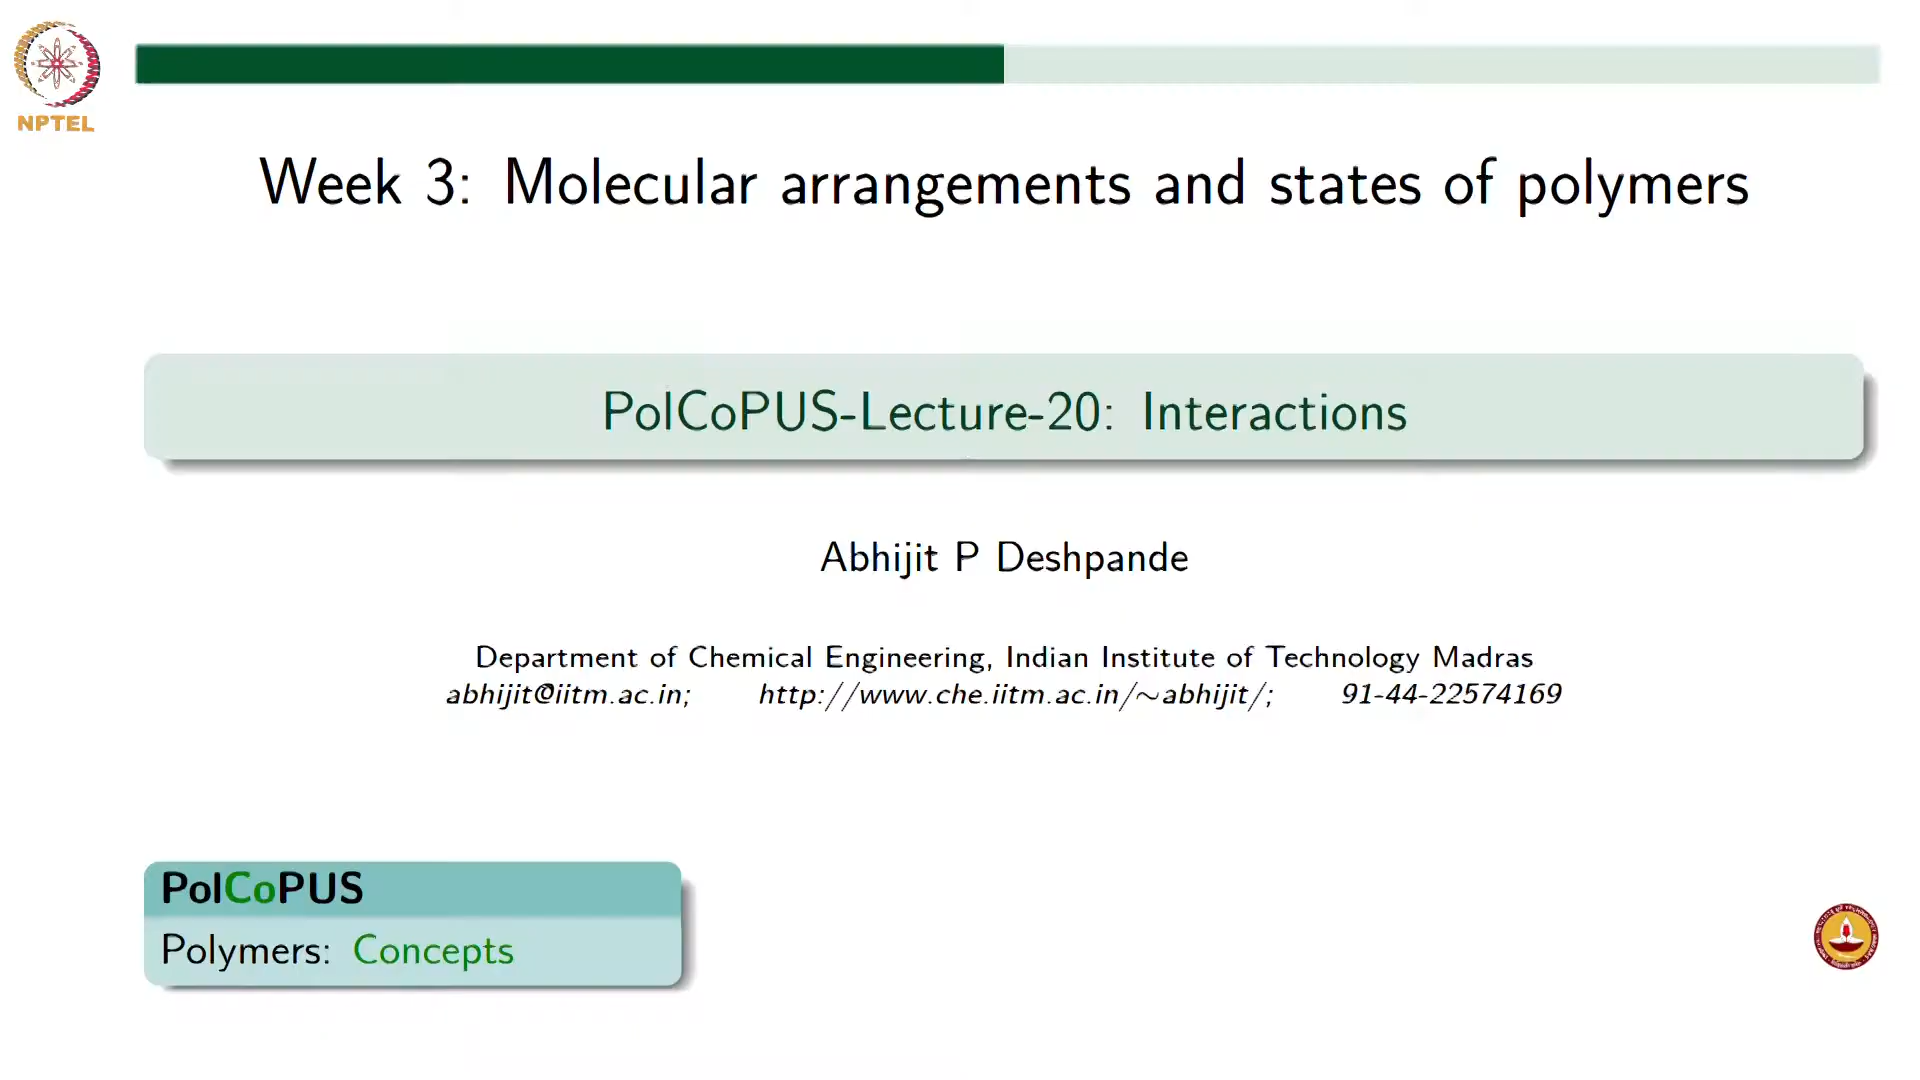 NPTEL
Week 3: Molecular arrangements and states of polymers
PolCoPUS-Lecture-20: Interactions
Abhijit P Deshpande
Department of Chemical Engineering, Indian Institute of Technology Madras
abhijit@iitm.ac.in; http://www.che.iitm.ac.in/~abhijit/; 91-44-22574169
PolCoPUS
Polymers: Concepts